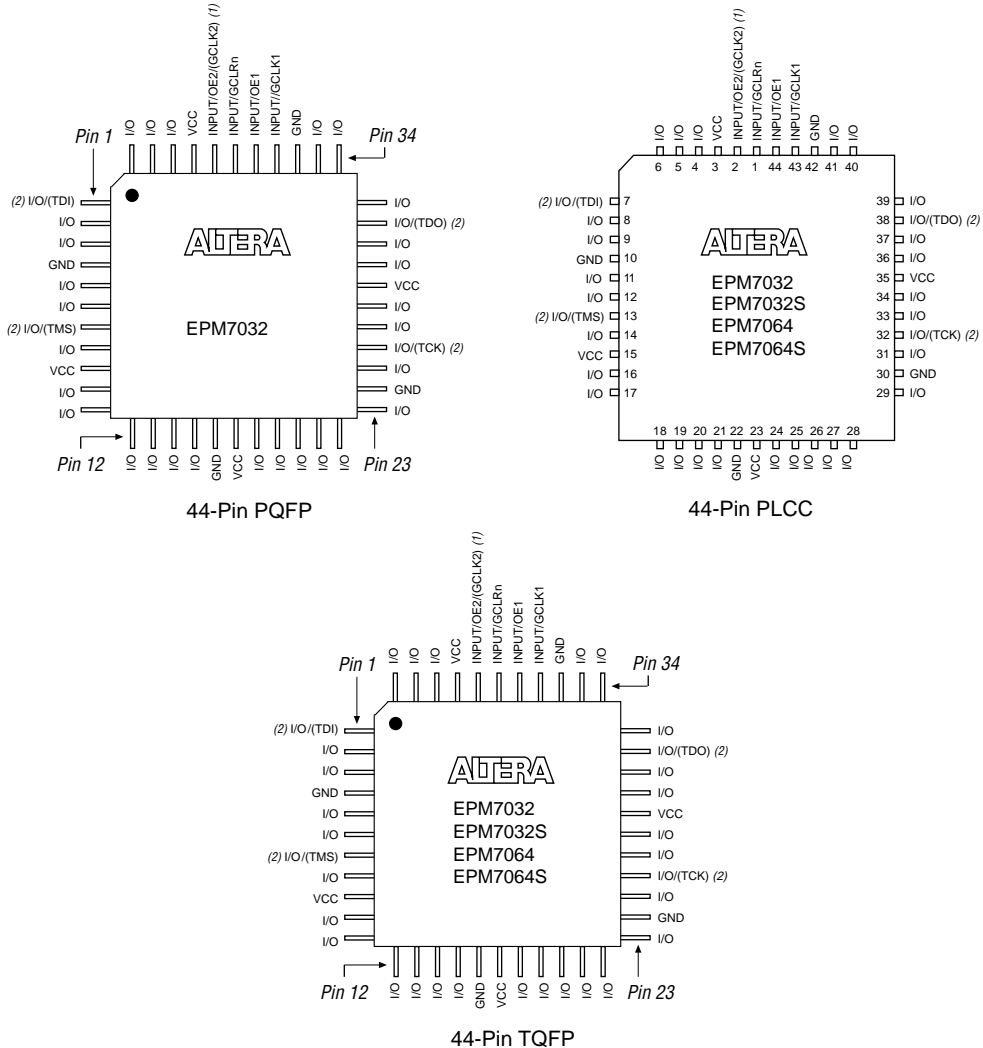 I/O
I/O
I/O
VCC
INPUT/OE2/(GCLK2) (1)
INPUT/GCLRn
INPUT/OE1
INPUT//GCLK1
GND
I/O
I/O
Pin 1
Pin 34
(2) I/O/(TDI)
I/O
I/O
GND
I/O
I/O
(2) I/O/(TMS)
I/O
VCC
I/O
I/O
ALTERA
EPM7032
I/O
I/O/(TDO) (2)
I/O
I/O
VCC
I/O
I/O
I/O/(TCK) (2)
I/O
GND
I/O
Pin 12
Pin 23
I/O
I/O
I/O
I/O
GND
VCC
I/O
I/O
I/O
I/O
I/O
44-Pin PQFP
I/O
I/O
I/O
VCC
INPUT/OE2/(GCLK2) (1)
INPUT/GCLRn
INPUT/OE1
INPUT/GCLK1
GND
I/O
I/O
6 5 4 3 2 1 44 43 42 41 40
(2) I/O/(TDI) 7
I/O 8
I/O 9
GND 10
I/O 11
I/O 12
(2) I/O/(TMS) 13
I/O 14
VCC 15
I/O 16
I/O 17
ALTERA
EPM7032
EPM7032S
EPM7064
EPM7064S
39 I/O
38 I/O/(TDO) (2)
37 I/O
36 I/O
35 VCC
34 I/O
33 I/O
32 I/O/(TCK) (2)
31 I/O
30 GND
29 I/O
18 19 20 21 22 23 24 25 26 27 28
I/O
I/O
I/O
I/O
GND
VCC
I/O
I/O
I/O
I/O
I/O
44-Pin PLCC
I/O
I/O
I/O
VCC
INPUT/OE2/(GCLK2) (1)
INPUT/GCLRn
INPUT/OE1
INPUT/GCLK1
GND
I/O
I/O
Pin 1
Pin 34
(2) I/O/(TDI)
I/O
I/O
GND
I/O
I/O
(2) I/O/(TMS)
I/O
VCC
I/O
I/O
ALTERA
EPM7032
EPM7032S
EPM7064
EPM7064S
I/O
I/O/(TDO) (2)
I/O
I/O
VCC
I/O
I/O
I/O/(TCK) (2)
I/O
GND
I/O
Pin 12
Pin 23
I/O
I/O
I/O
I/O
GND
VCC
I/O
I/O
I/O
I/O
I/O
44-Pin TQFP